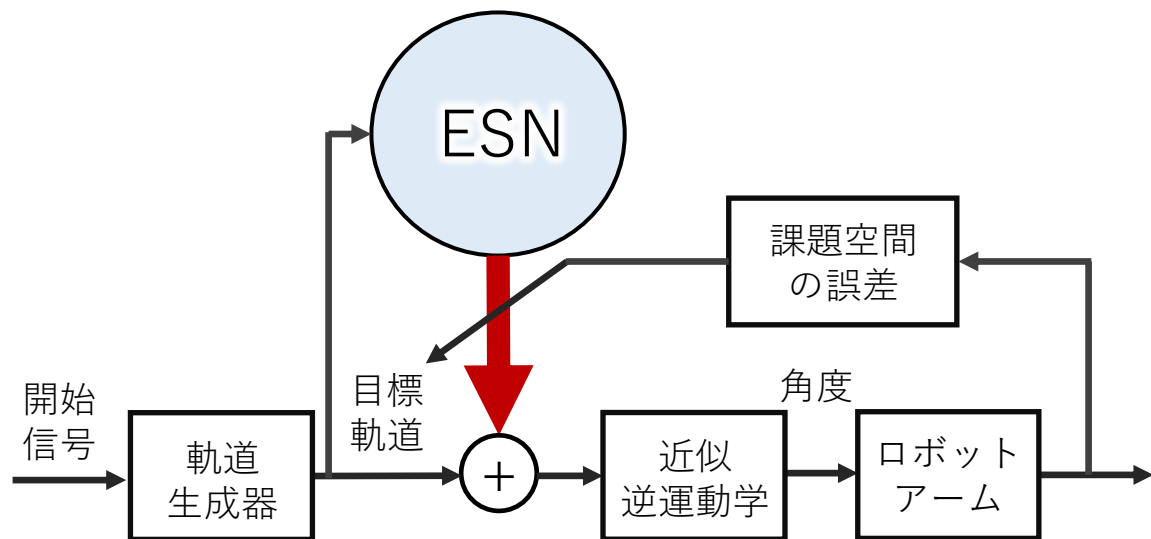 ESN
課題空間
の誤差
開始
信号
軌道
生成器
目標
軌道
+
近似
逆運動学
角度
ロボット
アーム